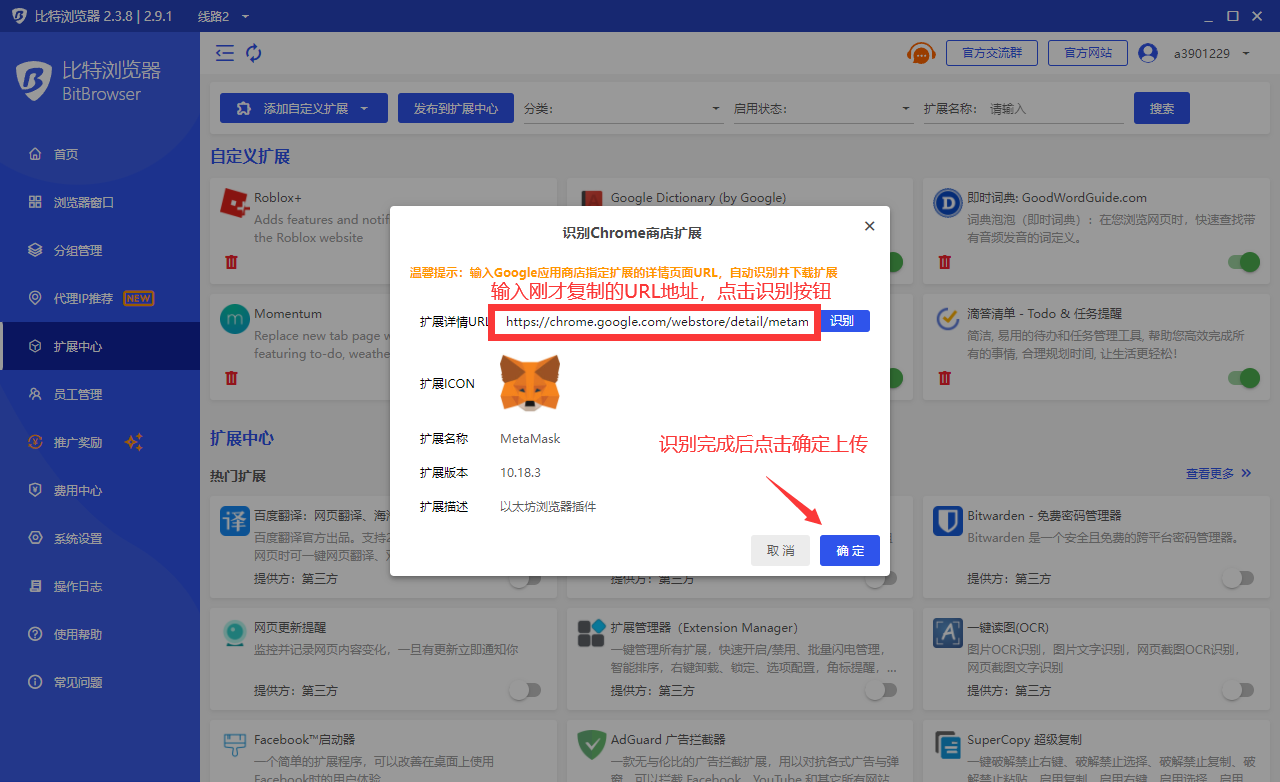 比特浏览器 2.3.8 | 2.9.1 线路2
比特浏览器
BitBrowser
官方交流群 官方网站 a3901229
添加自定义扩展 发布到扩展中心 分类: 启用状态: 扩展名称: 请输入 搜索
首页
浏览器窗口
分组管理
代理IP推荐 NEW
扩展中心
员工管理
推广奖励
费用中心
系统设置
操作日志
使用帮助
常见问题
自定义扩展
Roblox+
Adds features and notif
the Roblox website
Google Dictionary (by Google)
即时词典: GoodWordGuide.com
词典泡泡（即时词典）: 在您浏览网页时，快速查找带
有音频发音的词定义。
Momentum
Replace new tab page w
featuring to-do, weathe
滴答清单 - Todo & 任务提醒
简洁, 易用的待办和任务管理工具, 帮助您高效完成所
有的事情, 合理规划时间, 让生活更轻松!
识别Chrome商店扩展
温馨提示：输入Google应用商店指定扩展的详情页面URL，自动识别并下载扩展
输入刚才复制的URL地址，点击识别按钮
扩展详情URL https://chrome.google.com/webstore/detail/metam 识别
扩展ICON
扩展名称 MetaMask
识别完成后点击确定上传
扩展版本 10.18.3
扩展描述 以太坊浏览器插件
取 消 确 定
扩展中心
热门扩展 查看更多
百度翻译：网页翻译、海
百度翻译官方出品。支持
网页时可一键网页翻译、
提供方：第三方
提供方：第三方
Bitwarden - 免费密码管理器
Bitwarden 是一个安全且免费的跨平台密码管理器。
提供方：第三方
网页更新提醒
监控并记录网页内容变化，一旦有更新立即通知你
提供方：第三方
扩展管理器（Extension Manager）
一键管理所有扩展，快速开启/禁用、批量闪电管理，
智能排序，右键卸载、锁定、选项配置，角标提醒，...
提供方：第三方
一键读图(OCR)
图片OCR识别，图片文字识别，网页截图OCR识别，
网页截图文字识别
提供方：第三方
Facebook™启动器
一个简单的扩展程序，可以改善在桌面上使用
Facebook时的用户体验
AdGuard 广告拦截器
一款无与伦比的广告拦截扩展，用以对抗各式广告与弹
窗。可以拦截 Facebook、YouTube 和其它所有网站
SuperCopy 超级复制
一键破解禁止右键、破解禁止选择、破解禁止复制、破
解禁止粘贴，启用复制，启用右键，启用选择，启用